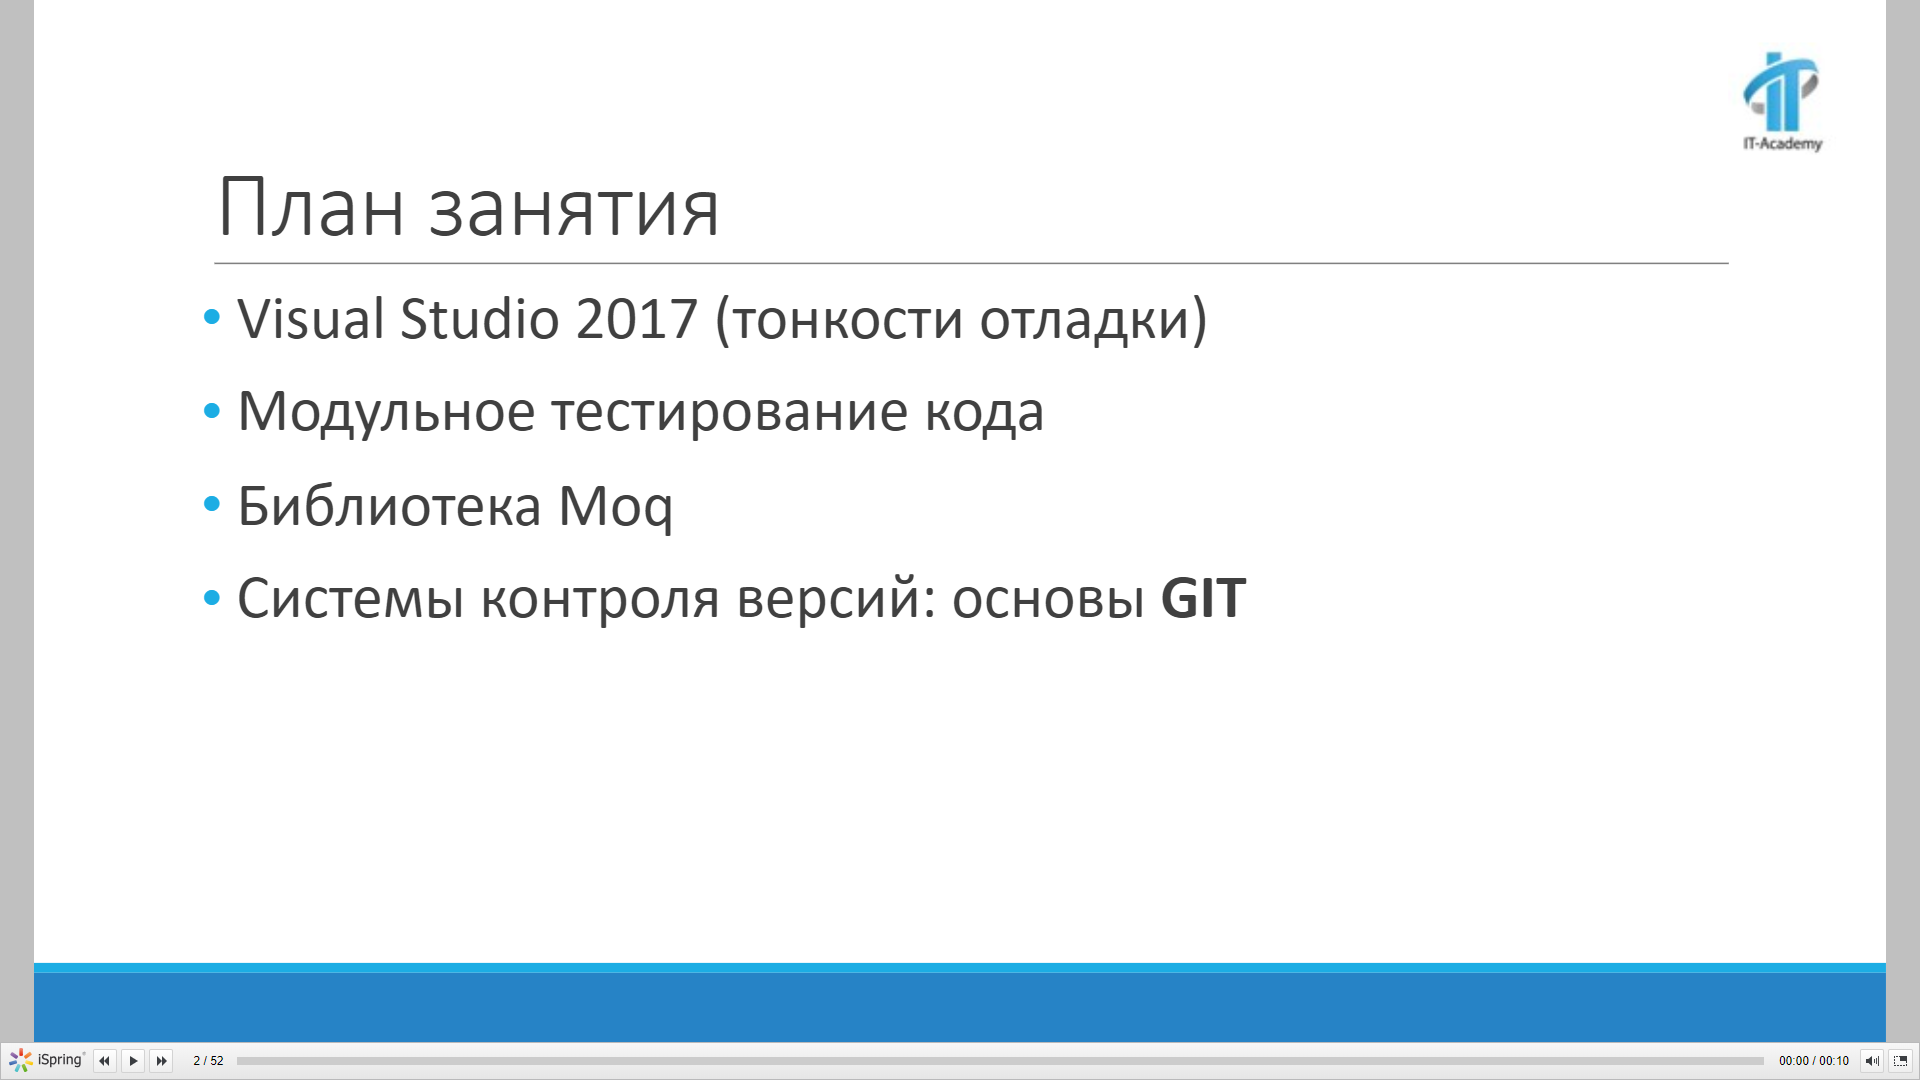 IT-Academy
План занятия
• Visual Studio 2017 (тонкости отладки)
• Модульное тестирование кода
• Библиотека Moq
• Системы контроля версий: основы GIT
iSpring
2 / 52
00:00 / 00:10